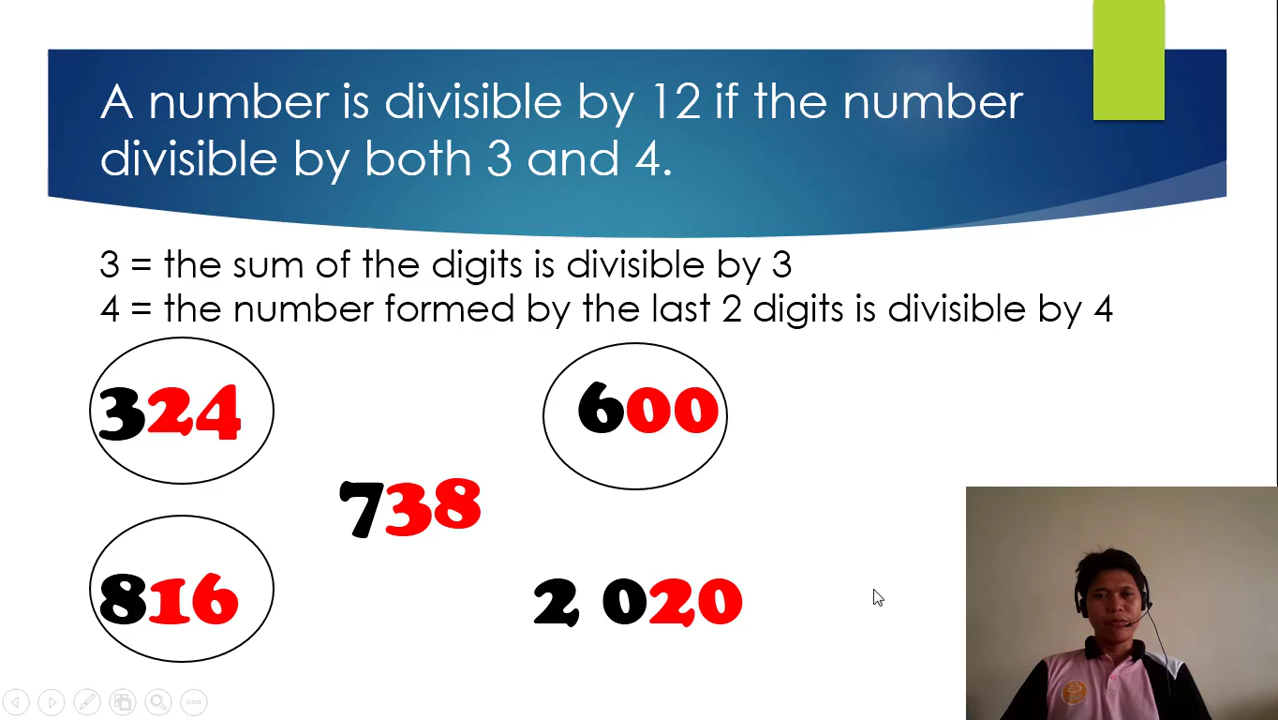 A number is divisible by 12 if the number
divisible by both 3 and 4.
3 = the sum of the digits is divisible by 3
4 = the number formed by the last 2 digits is divisible by 4
324
600
738
816
2 020